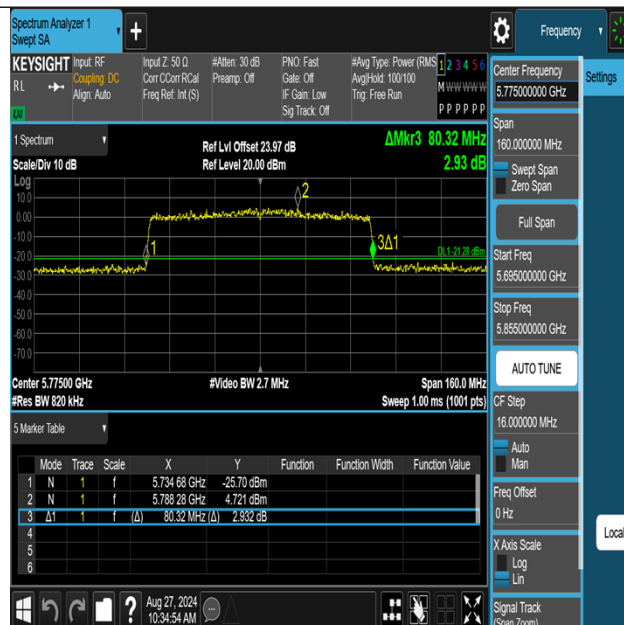 Spectrum Analyzer 1
Swept SA
+
Frequency
KEYSIGHT
RL
Input: RF
Coupling: DC
Align: Auto
Input Z: 50 Ω
Corr CCorr RCal
Freq Ref: Int (S)
#Atten: 30 dB
Preamp: Off
PNO: Fast
Gate: Off
IF Gain: Low
Sig Track: Off
#Avg Type: Power (RMS
Avg|Hold: 100/100
Trig: Free Run
1 2 3 4 5 6
M W W W W W
P P P P P P
LXI
1 Spectrum
Scale/Div 10 dB
Ref Lvl Offset 23.97 dB
Ref Level 20.00 dBm
ΔMkr3 80.32 MHz
2.93 dB
Log
10.0
0.00
-10.0
-20.0
-30.0
-40.0
-50.0
-60.0
-70.0
1
2
3Δ1
DL1 -21.28 dBm
Center 5.77500 GHz
#Video BW 2.7 MHz
Span 160.0 MHz
#Res BW 820 kHz
Sweep 1.00 ms (1001 pts)
5 Marker Table
Mode Trace Scale X Y Function Function Width Function Value
1 N 1 f 5.734 68 GHz -25.70 dBm
2 N 1 f 5.788 28 GHz 4.721 dBm
3 Δ1 1 f (Δ) 80.32 MHz (Δ) 2.932 dB
4
5
6
?
Aug 27, 2024
10:34:54 AM
Center Frequency
5.775000000 GHz
Settings
Span
160.000000 MHz
Swept Span
Zero Span
Full Span
Start Freq
5.695000000 GHz
Stop Freq
5.855000000 GHz
AUTO TUNE
CF Step
16.000000 MHz
Auto
Man
Freq Offset
0 Hz
Local
X Axis Scale
Log
Lin
Signal Track
(Span Zoom)